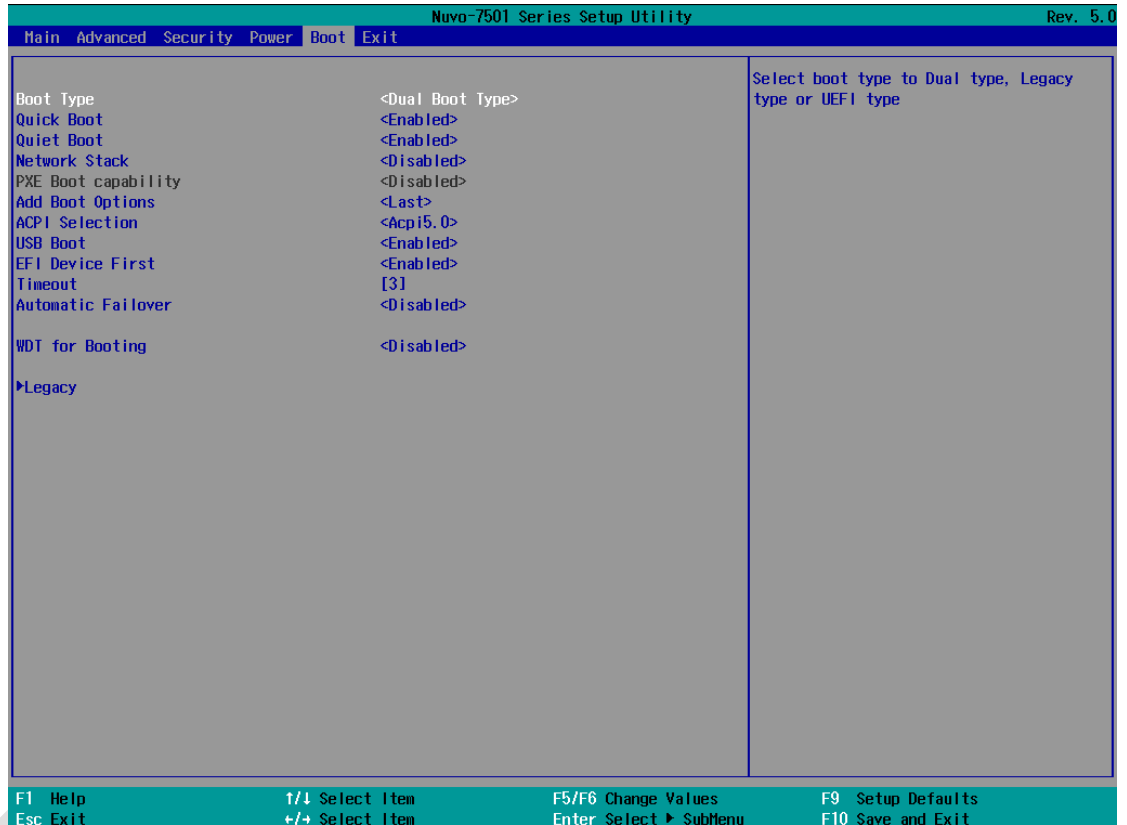 Nuvo-7501 Series Setup Utility Rev. 5.0
Main Advanced Security Power Boot Exit
Select boot type to Dual type, Legacy
type or UEFI type
Boot Type <Dual Boot Type>
Quick Boot <Enabled>
Quiet Boot <Enabled>
Network Stack <Disabled>
PXE Boot capability <Disabled>
Add Boot Options <Last>
ACPI Selection <Acpi5.0>
USB Boot <Enabled>
EFI Device First <Enabled>
Timeout [3]
Automatic Failover <Disabled>
WDT for Booting <Disabled>
▶Legacy
F1 Help ↑/↓ Select Item F5/F6 Change Values F9 Setup Defaults
Esc Exit ←/→ Select Item Enter Select ▶ SubMenu F10 Save and Exit